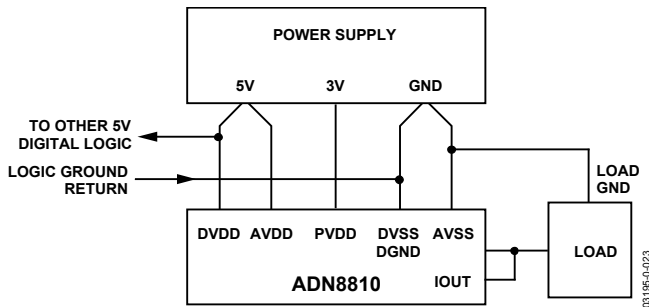 POWER SUPPLY
5V 3V GND
TO OTHER 5V
DIGITAL LOGIC
LOGIC GROUND
RETURN
LOAD
GND
DVDD AVDD PVDD DVSS AVSS
DGND
LOAD
ADN8810
IOUT
03195-0-023